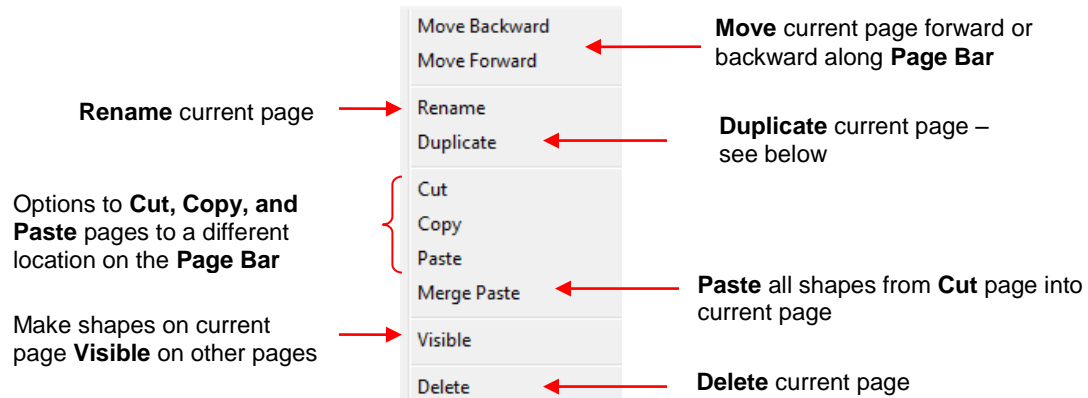 Move Backward
Move Forward
Move current page forward or
backward along Page Bar
Rename current page
Rename
Duplicate
Duplicate current page –
see below
Options to Cut, Copy, and
Paste pages to a different
location on the Page Bar
Cut
Copy
Paste
Merge Paste
Paste all shapes from Cut page into
current page
Make shapes on current
page Visible on other pages
Visible
Delete
Delete current page